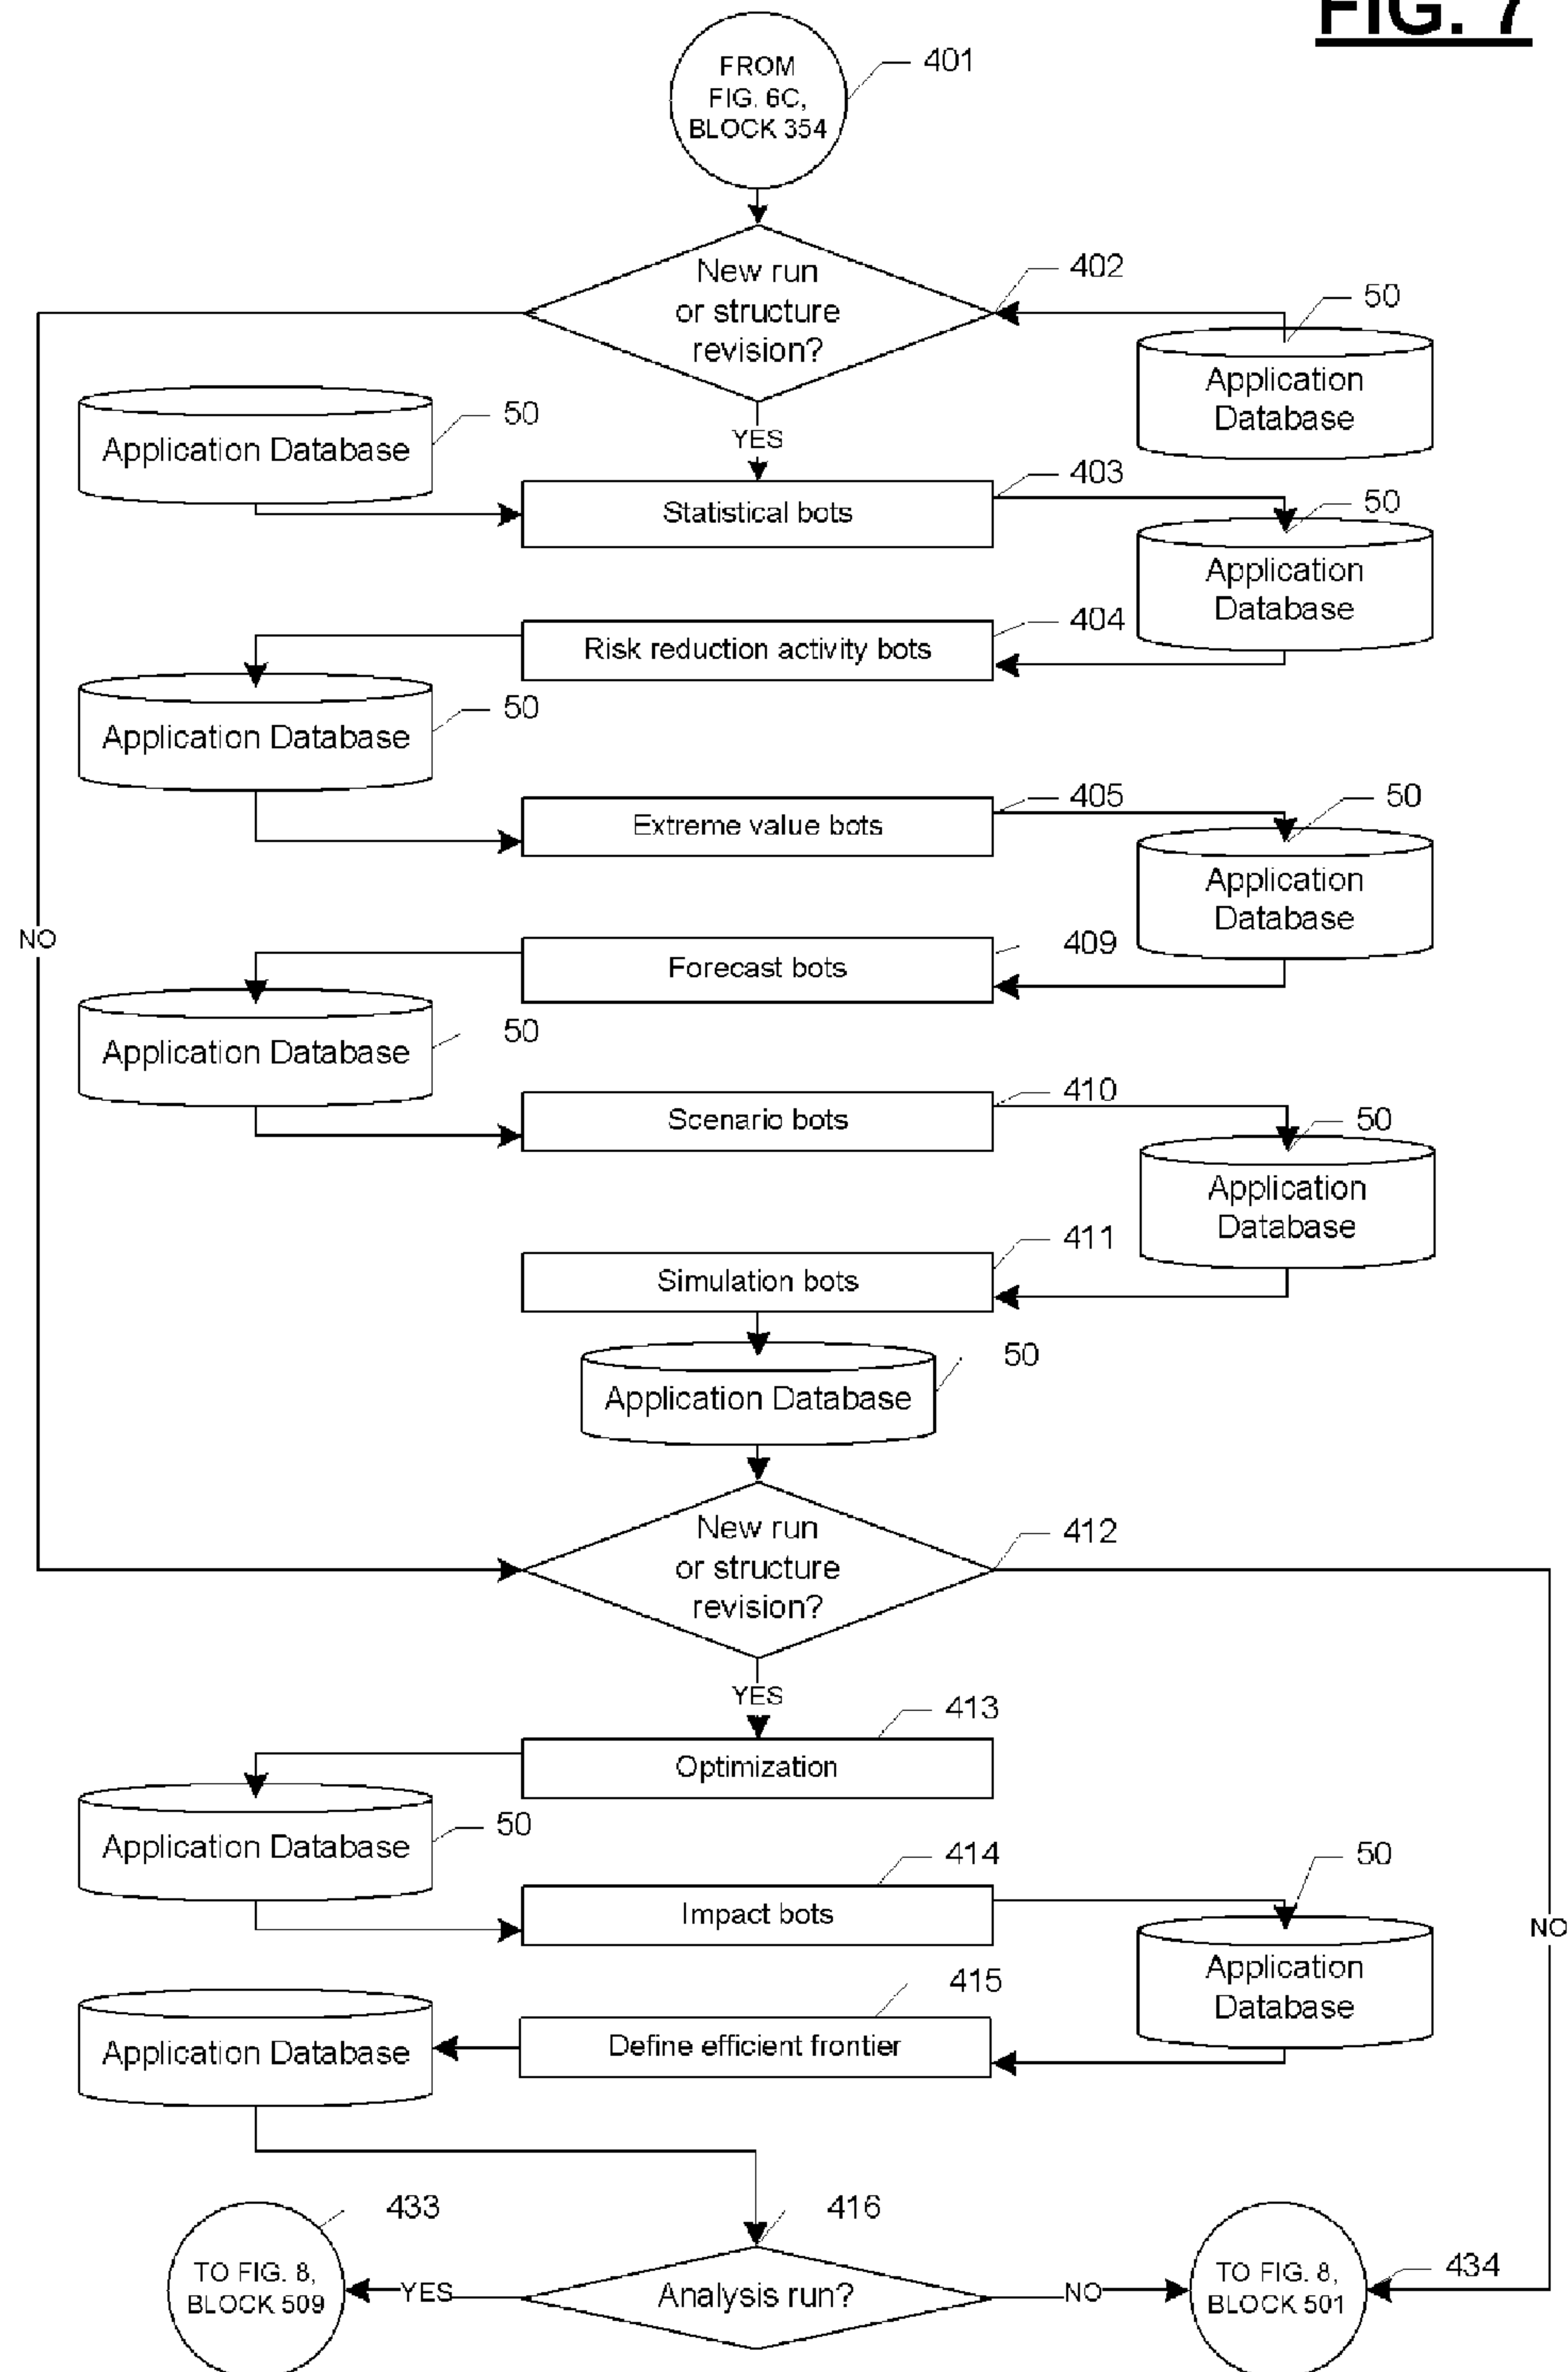 FIG. 7
FROM
FIG. 6C,
BLOCK 354
401
New run
or structure
revision?
402
50
Application
Database
Application Database
50
YES
Statistical bots
403
50
Application
Database
Risk reduction activity bots
404
Application Database
50
Extreme value bots
405
50
Application
Database
NO
Forecast bots
409
Application Database
50
Scenario bots
410
50
Application
Database
Simulation bots
411
Application Database
50
New run
or structure
revision?
412
YES
Optimization
413
Application Database
50
Impact bots
414
50
Application
Database
NO
Define efficient frontier
415
Application Database
433
TO FIG. 8,
BLOCK 509
YES
Analysis run?
416
NO
TO FIG. 8,
BLOCK 501
434